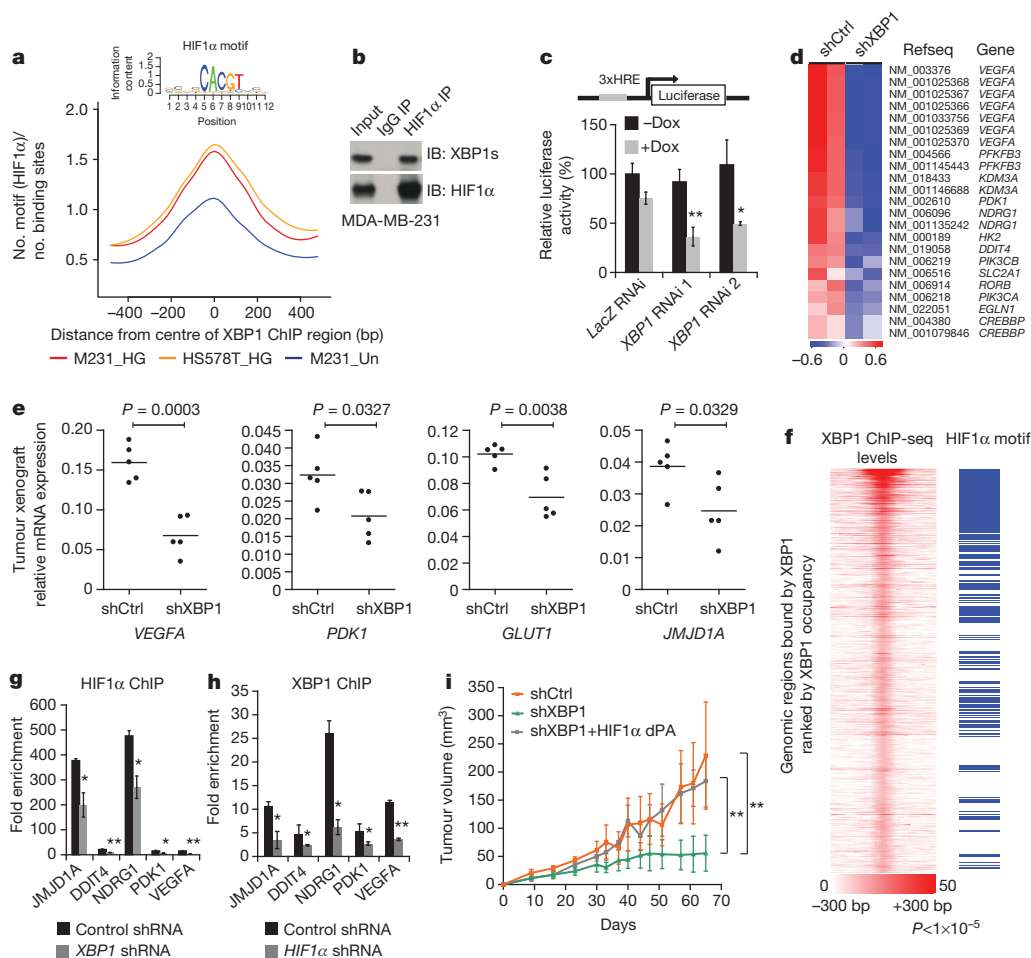 a
HIF1α motif
Information
content
2
1.5
1
0.5
0
1 2 3 4 5 6 7 8 9 10 11 12
CACGT
Position
No. motif (HIF1α)/
no. binding sites
2.0
1.5
1.0
0.5
−400 −200 0 200 400
Distance from centre of XBP1 ChIP region (bp)
M231_HG HS578T_HG M231_Un
b
Input
IgG IP
HIF1α IP
IB: XBP1s
IB: HIF1α
MDA-MB-231
c
3xHRE
Luciferase
Relative luciferase
activity (%)
150
100
50
0
−Dox
+Dox
**
*
LacZ RNAi
XBP1 RNAi 1
XBP1 RNAi 2
d
shCtrl shXBP1 Refseq Gene
NM_003376 VEGFA
NM_001025368 VEGFA
NM_001025367 VEGFA
NM_001025366 VEGFA
NM_001033756 VEGFA
NM_001025369 VEGFA
NM_001025370 VEGFA
NM_004566 PFKFB3
NM_001145443 PFKFB3
NM_018433 KDM3A
NM_001146688 KDM3A
NM_002610 PDK1
NM_006096 NDRG1
NM_001135242 NDRG1
NM_000189 HK2
NM_019058 DDIT4
NM_006219 PIK3CB
NM_006516 SLC2A1
NM_006914 RORB1
NM_006218 PIK3CA
NM_022051 EGLN1
NM_004380 CREBBP
NM_001079846 CREBBP
−0.6 0 0.6
e
Tumour xenograft
relative mRNA expression
P = 0.0003
0.20
0.15
0.10
0.05
0
shCtrl shXBP1
VEGFA
P = 0.0327
0.045
0.040
0.035
0.030
0.025
0.020
0.015
0.010
0.005
0.000
shCtrl shXBP1
PDK1
P = 0.0038
0.12
0.10
0.08
0.06
0.04
0.02
0
shCtrl shXBP1
GLUT1
P = 0.0329
0.05
0.04
0.03
0.02
0.01
0
shCtrl shXBP1
JMJD1A
f
XBP1 ChIP-seq
levels
HIF1α motif
Genomic regions bound by XBP1
ranked by XBP1 occupancy
0 50
−300 bp +300 bp
P<1×10−5
g
HIF1α ChIP
Fold enrichment
600
500
400
300
200
100
0
* ** * * **
JMJD1A
DDIT4
NDRG1
PDK1
VEGFA
Control shRNA
XBP1 shRNA
h
XBP1 ChIP
Fold enrichment
35
30
25
20
15
10
5
0
* * * * **
JMJD1A
DDIT4
NDRG1
PDK1
VEGFA
Control shRNA
HIF1α shRNA
i
Tumour volume (mm3)
350
300
250
200
150
100
50
0
shCtrl
shXBP1
shXBP1+HIF1α dPA
**
**
0 10 20 30 40 50 60 70
Days